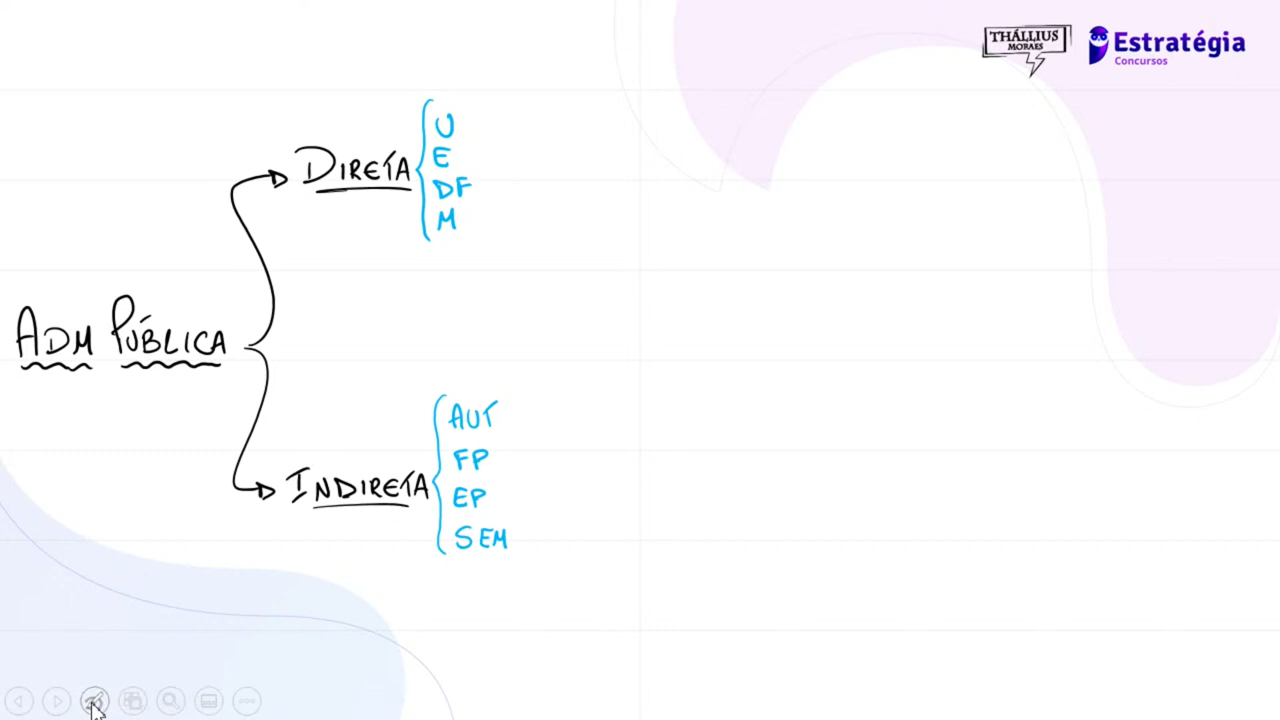 THÁLLIUS
MORAES
Estratégia
Concursos
DIRETA
U
E
DF
M
ADM PÚBLICA
INDIRETA
AUT
FP
EP
SEM